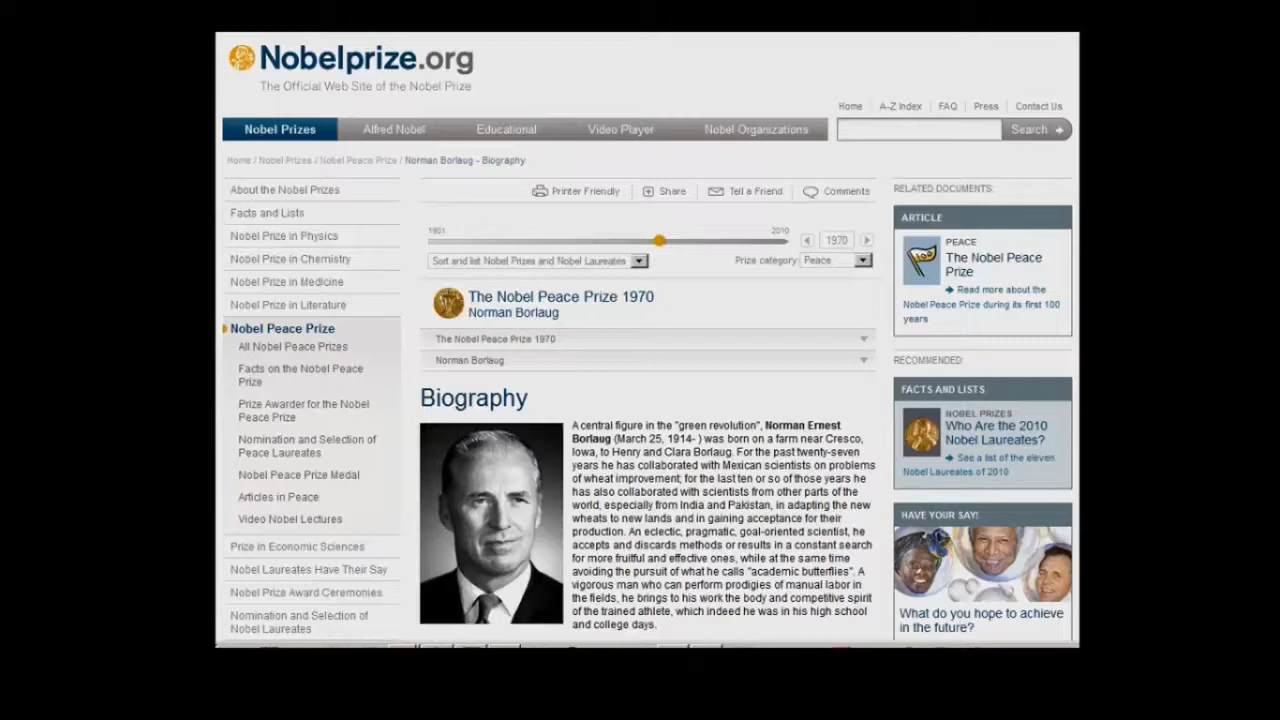 Nobelprize.org
The Official Web Site of the Nobel Prize
Home
A-Z Index
FAQ
Press
Contact Us
Nobel Prizes
Alfred Nobel
Educational
Video Player
Nobel Organizations
Search
Home / Nobel Prizes / Nobel Peace Prize / Norman Borlaug - Biography
About the Nobel Prizes
Facts and Lists
Nobel Prize in Physics
Nobel Prize in Chemistry
Nobel Prize in Medicine
Nobel Prize in Literature
Nobel Peace Prize
All Nobel Peace Prizes
Facts on the Nobel Peace
Prize
Prize Awarder for the Nobel
Peace Prize
Nomination and Selection of
Peace Laureates
Nobel Peace Prize Medal
Articles in Peace
Video Nobel Lectures
Prize in Economic Sciences
Nobel Laureates Have Their Say
Nobel Prize Award Ceremonies
Nomination and Selection of
Nobel Laureates
Printer Friendly
Share
Tell a Friend
Comments
1901
2010
1970
Sort and list Nobel Prizes and Nobel Laureates
Prize category: Peace
The Nobel Peace Prize 1970
Norman Borlaug
The Nobel Peace Prize 1970
Norman Borlaug
Biography
A central figure in the "green revolution", Norman Ernest
Borlaug (March 25, 1914- ) was born on a farm near Cresco,
Iowa, to Henry and Clara Borlaug. For the past twenty-seven
years he has collaborated with Mexican scientists on problems
of wheat improvement; for the last ten or so of those years he
has also collaborated with scientists from other parts of the
world, especially from India and Pakistan, in adapting the new
wheats to new lands and in gaining acceptance for their
production. An eclectic, pragmatic, goal-oriented scientist, he
accepts and discards methods or results in a constant search
for more fruitful and effective ones, while at the same time
avoiding the pursuit of what he calls "academic butterflies". A
vigorous man who can perform prodigies of manual labor in
the fields, he brings to his work the body and competitive spirit
of the trained athlete, which indeed he was in his high school
and college days.
RELATED DOCUMENTS:
ARTICLE
PEACE
The Nobel Peace
Prize
Read more about the
Nobel Peace Prize during its first 100
years
RECOMMENDED:
FACTS AND LISTS
NOBEL PRIZES
Who Are the 2010
Nobel Laureates?
See a list of the eleven
Nobel Laureates of 2010
HAVE YOUR SAY!
What do you hope to achieve
in the future?